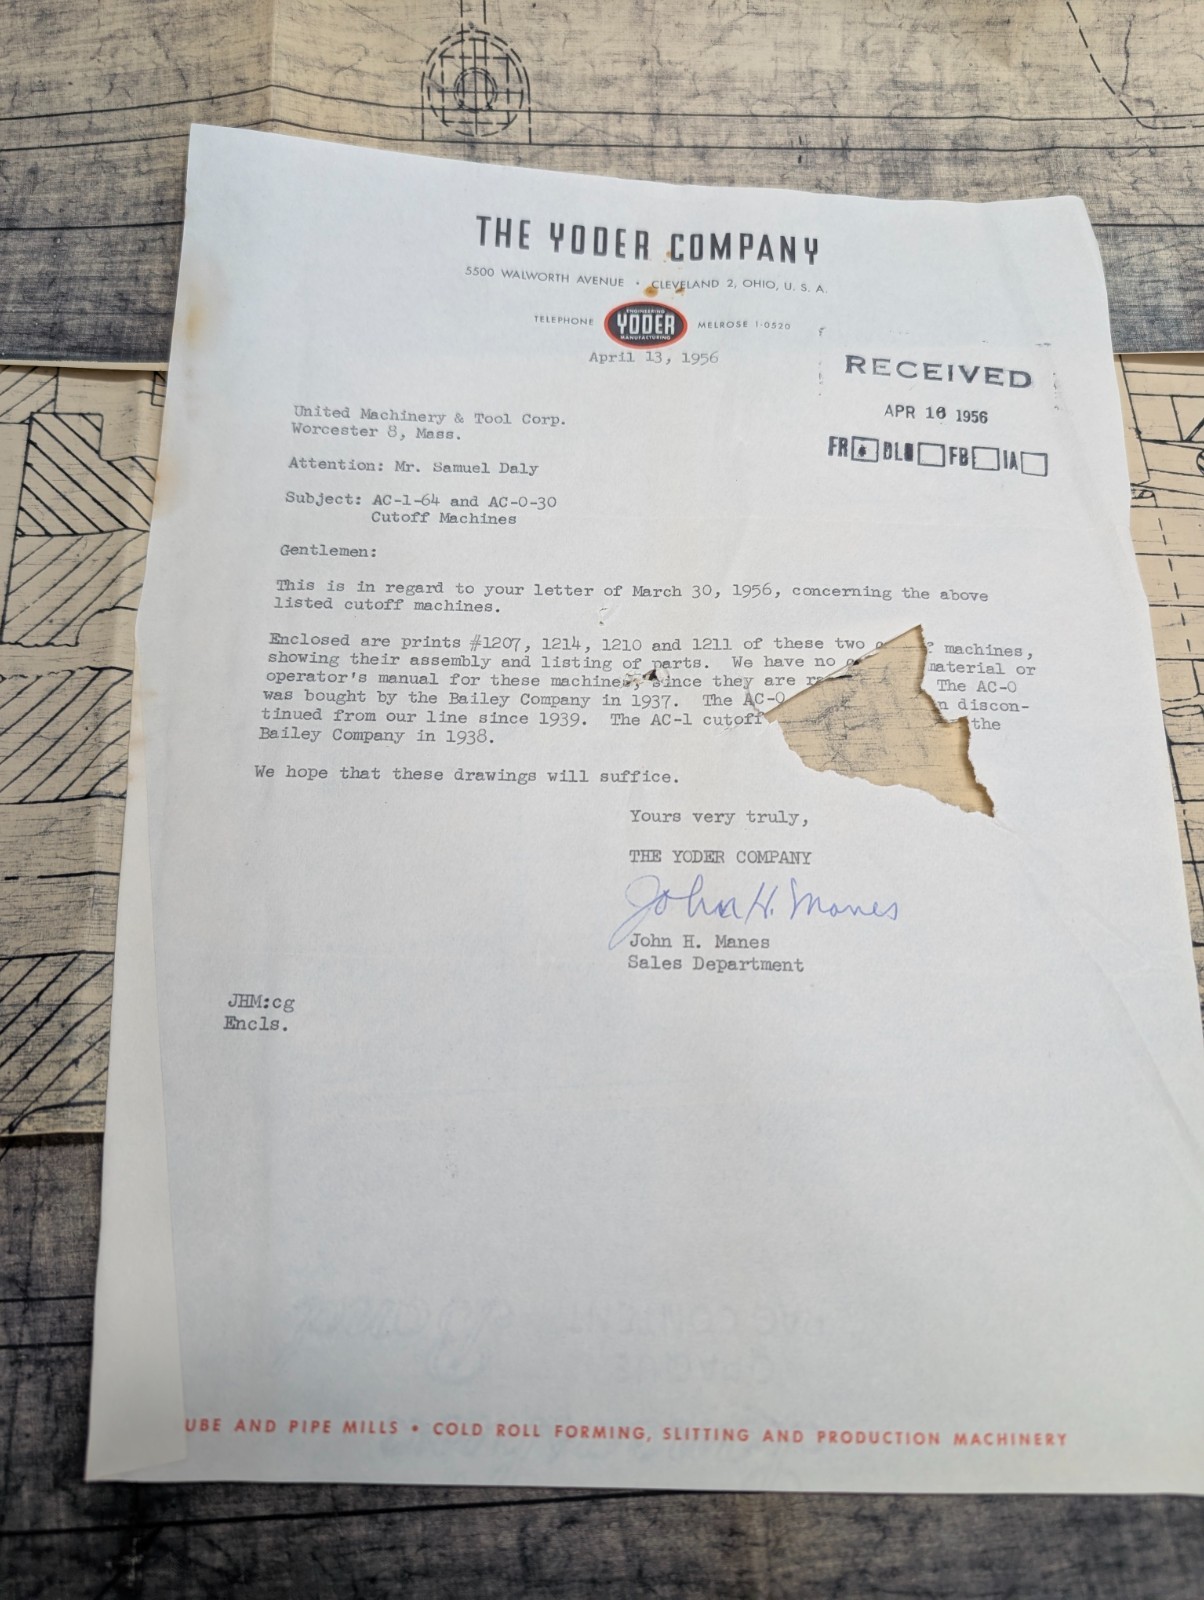 THE YODER COMPANY
5500 WALWORTH AVENUE • CLEVELAND 2, OHIO, U. S. A.
TELEPHONE ENGINEERING YODER MANUFACTURING MELROSE 1-0520
April 13, 1956
RECEIVED
APR 16 1956
FR DL FB IA
United Machinery & Tool Corp.
Worcester 8, Mass.
Attention: Mr. Samuel Daly
Subject: AC-1-64 and AC-0-30
Cutoff Machines
Gentlemen:
This is in regard to your letter of March 30, 1956, concerning the above
listed cutoff machines.
Enclosed are prints #1207, 1214, 1210 and 1211 of these two machines,
showing their assembly and listing of parts. We have no material or
operator's manual for these machines, since they are The AC-0
was bought by the Bailey Company in 1937. The AC-0 discon-
tinued from our line since 1939. The AC-1 cutoff the
Bailey Company in 1938.
We hope that these drawings will suffice.
Yours very truly,
THE YODER COMPANY
John H. Manes
John H. Manes
Sales Department
JHM:cg
Encls.
UBE AND PIPE MILLS • COLD ROLL FORMING, SLITTING AND PRODUCTION MACHINERY